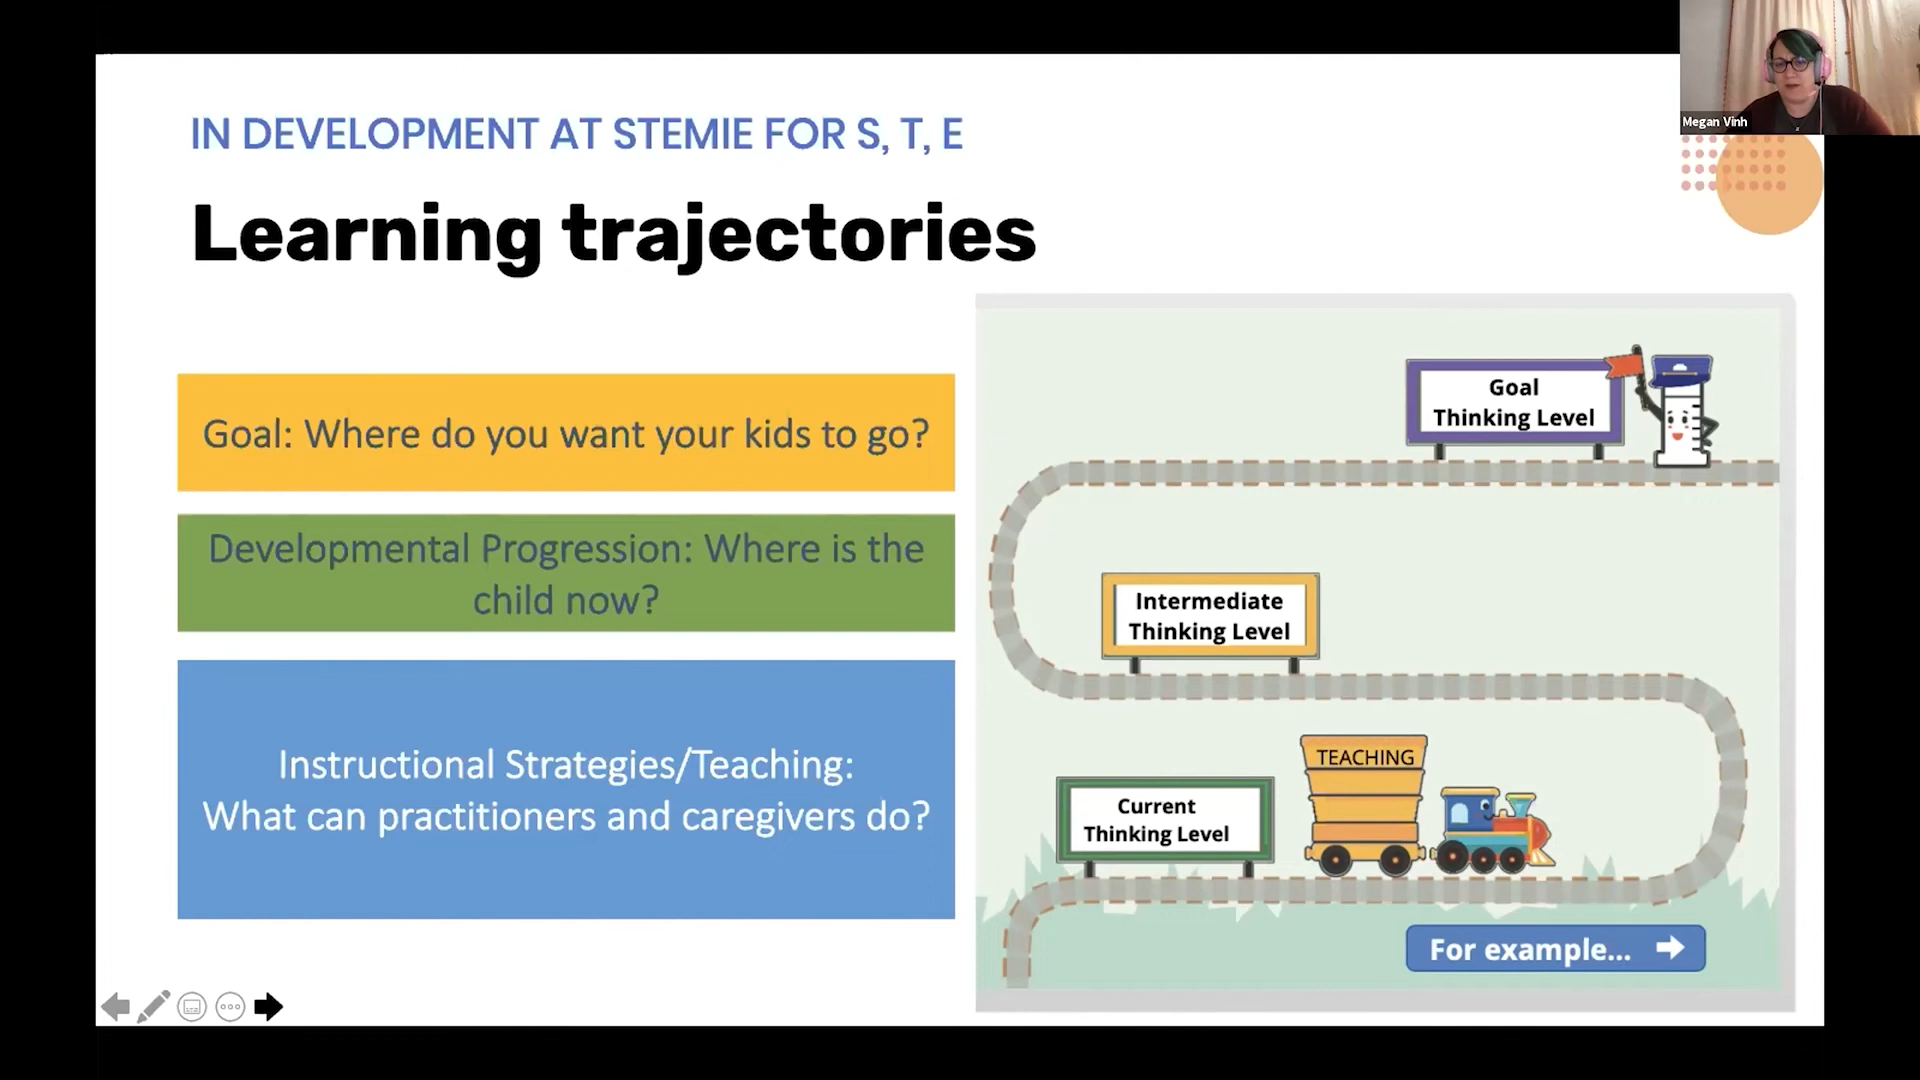 Megan Vinh
IN DEVELOPMENT AT STEMIE FOR S, T, E
Learning trajectories
Goal: Where do you want your kids to go?
Developmental Progression: Where is the
child now?
Instructional Strategies/Teaching:
What can practitioners and caregivers do?
Goal
Thinking Level
Intermediate
Thinking Level
TEACHING
Current
Thinking Level
For example...